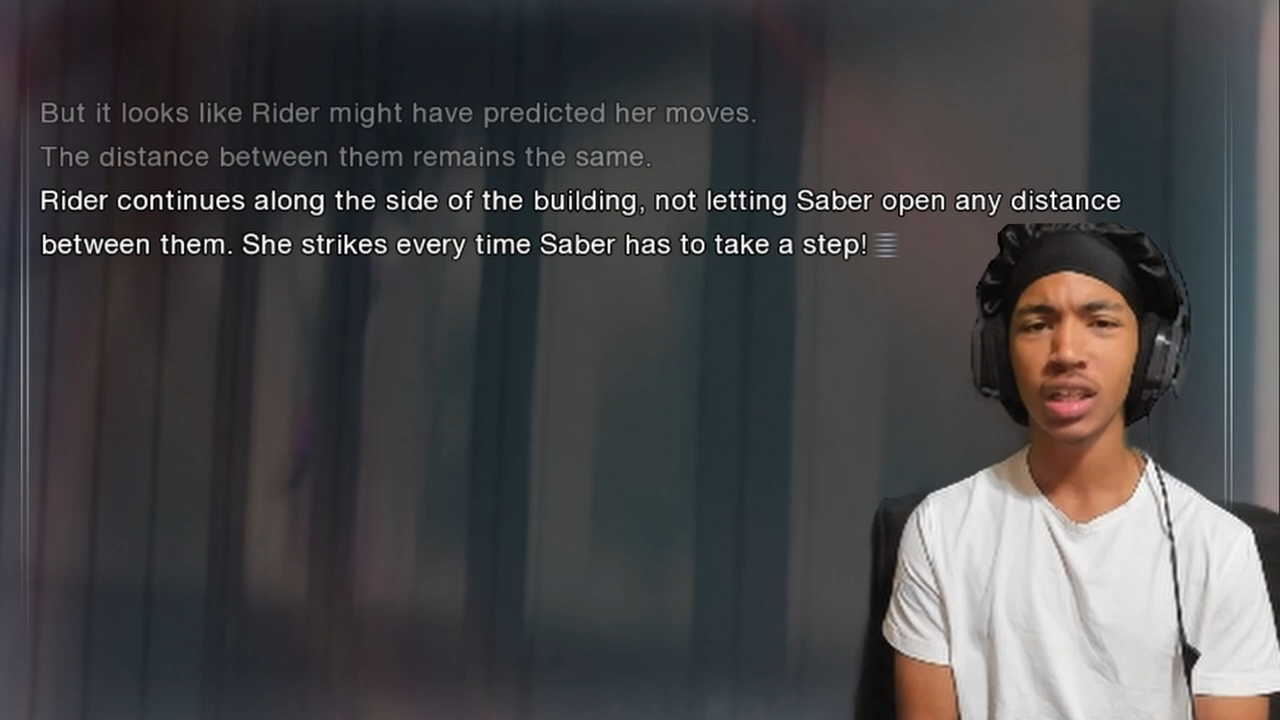 But it looks like Rider might have predicted her moves.
The distance between them remains the same.
Rider continues along the side of the building, not letting Saber open any distance
between them. She strikes every time Saber has to take a step!